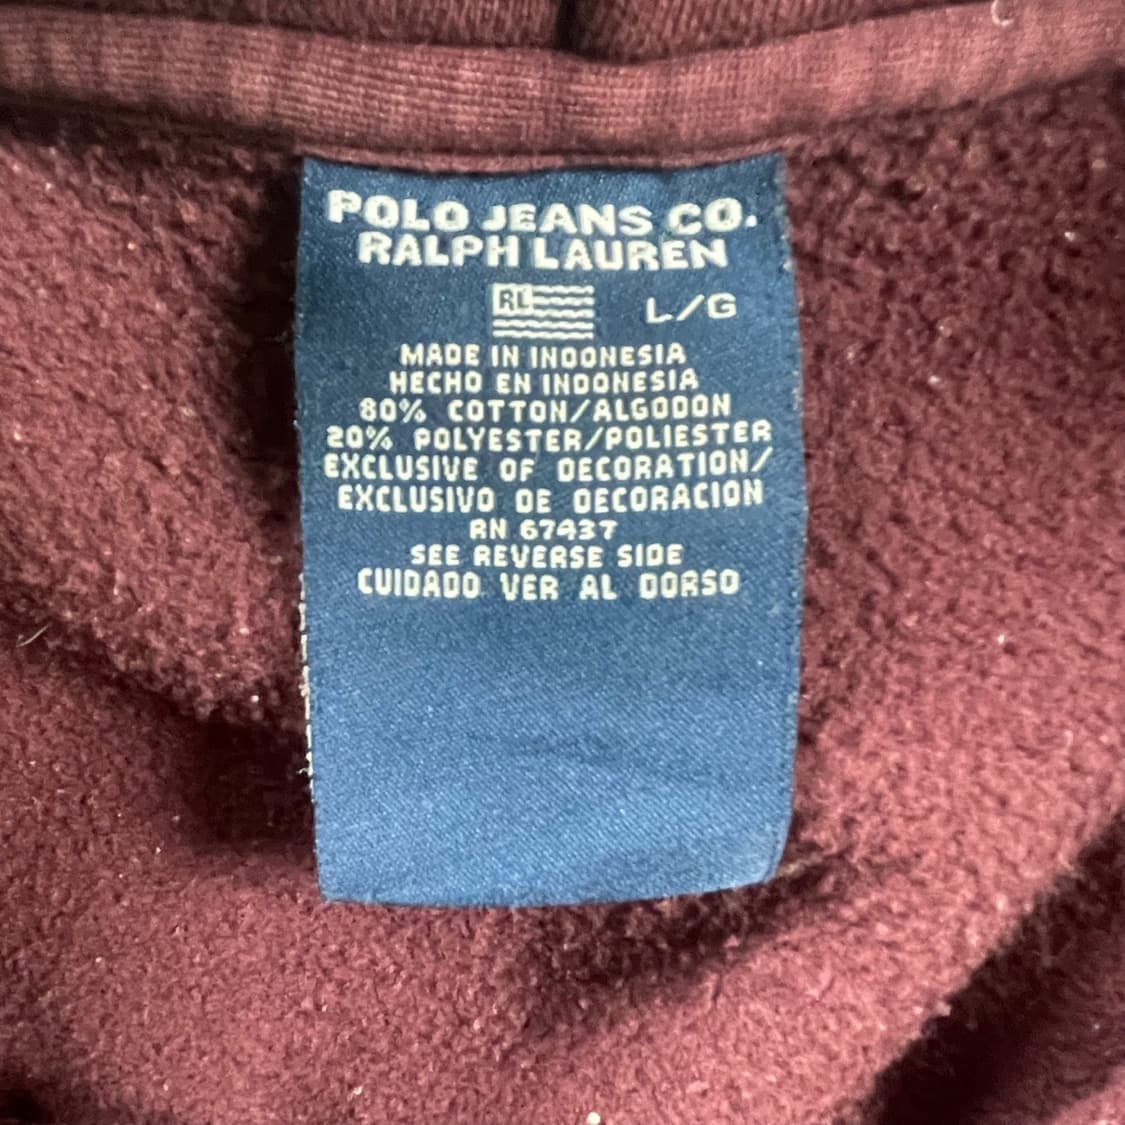 POLO JEANS CO.
RALPH LAUREN
RL L/G
MADE IN INDONESIA
HECHO EN INDONESIA
80% COTTON/ALGODON
20% POLYESTER/POLIESTER
EXCLUSIVE OF DECORATION/
EXCLUSIVO DE DECORACION
RN 67437
SEE REVERSE SIDE
CUIDADO VER AL DORSO